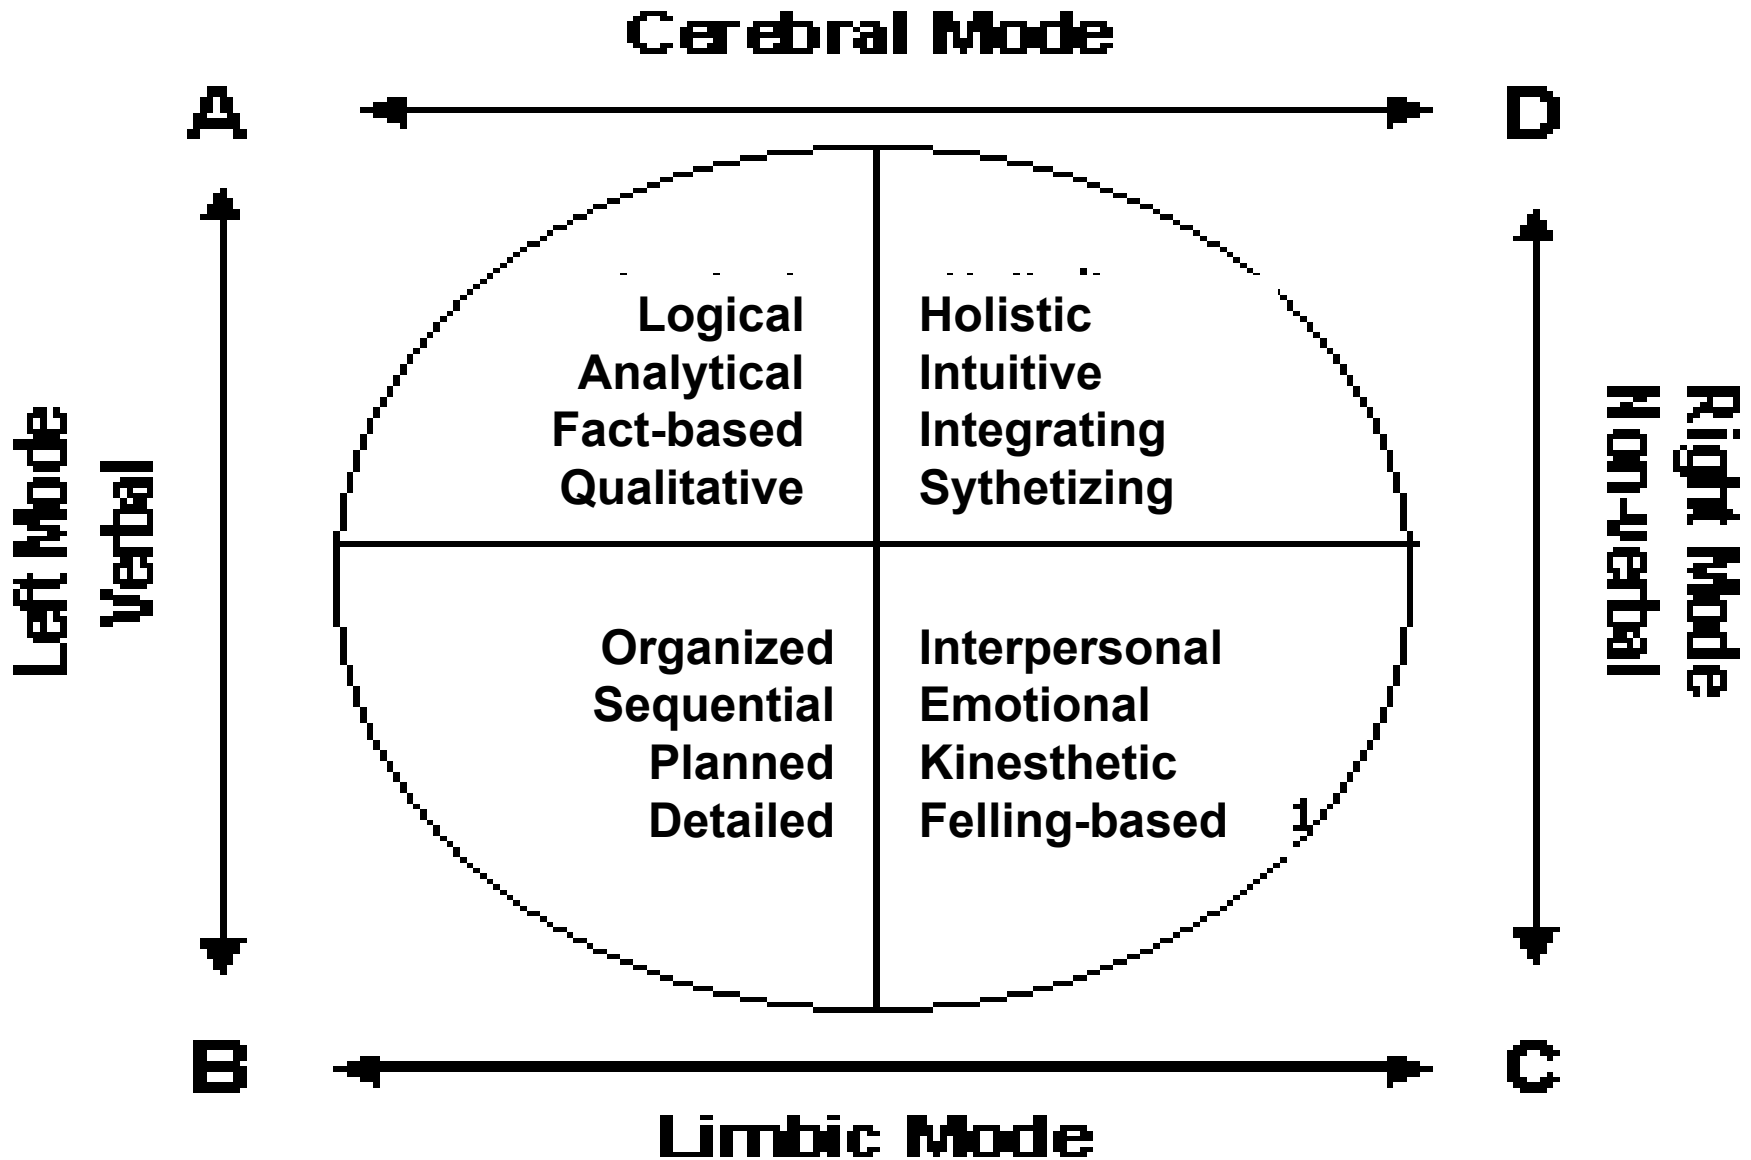 Cerebral Mode
A
D
Left Mode
Verbal
Logical
Analytical
Fact-based
Qualitative
Holistic
Intuitive
Integrating
Sythetizing
Organized
Sequential
Planned
Detailed
Interpersonal
Emotional
Kinesthetic
Felling-based
1
Right Mode
Non-verbal
B
C
Limbic Mode